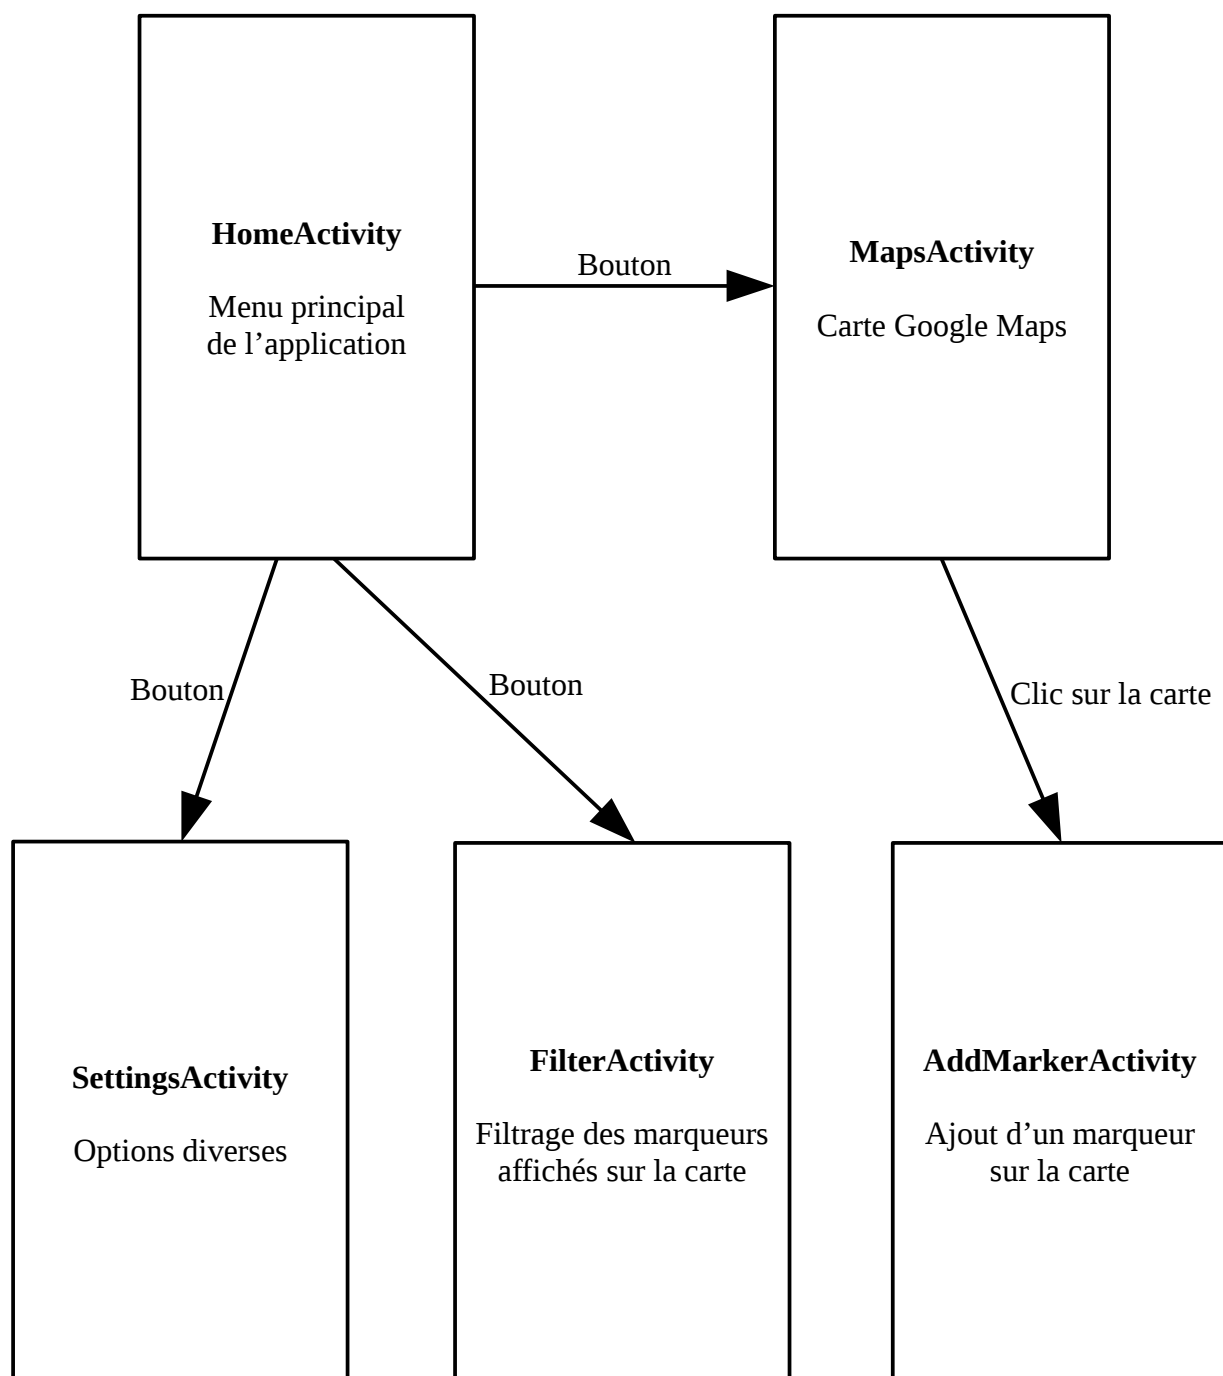 HomeActivity
Menu principal
de l’application
Bouton
MapsActivity
Carte Google Maps
Bouton
Bouton
Clic sur la carte
SettingsActivity
Options diverses
FilterActivity
Filtrage des marqueurs
affichés sur la carte
AddMarkerActivity
Ajout d’un marqueur
sur la carte